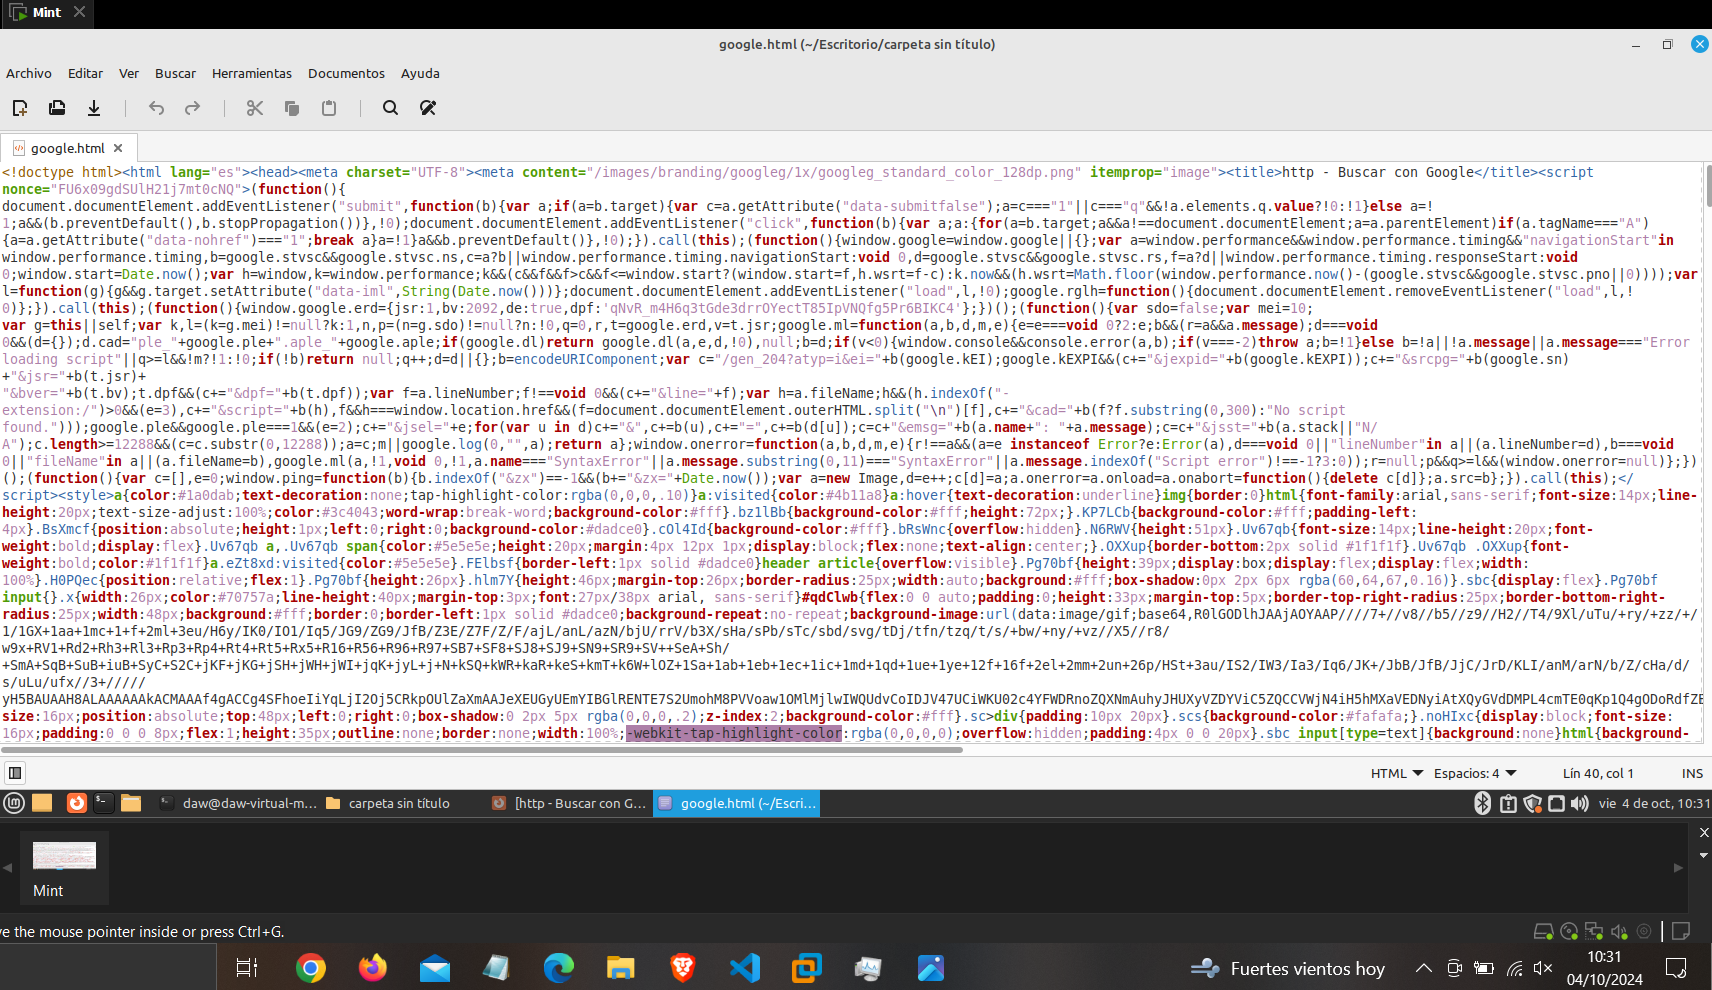 Mint
google.html (~/Escritorio/carpeta sin título)
Archivo Editar Ver Buscar Herramientas Documentos Ayuda
google.html
<!doctype html><html lang="es"><head><meta charset="UTF-8"><meta content="/images/branding/googleg/1x/googleg_standard_color_128dp.png" itemprop="image"><title>http - Buscar con Google</title><script
nonce="FU6x09gdSUlH21j7mt0cNQ">(function(){
document.documentElement.addEventListener("submit",function(b){var a;if(a=b.target){var c=a.getAttribute("data-submitfalse");a=c==="1"||c==="q"&&!a.elements.q.value?!0:!1}else a=!
1;a&&(b.preventDefault(),b.stopPropagation())},!0);document.documentElement.addEventListener("click",function(b){var a;a:{for(a=b.target;a&&a!==document.documentElement;a=a.parentElement)if(a.tagName==="A")
{a=a.getAttribute("data-nohref")==="1";break a}a=!1}a&&b.preventDefault()},!0);}).call(this);(function(){window.google=window.google||{};var a=window.performance&&window.performance.timing&&"navigationStart"in
window.performance.timing,b=google.stvsc&&google.stvsc.ns,c=a?b||window.performance.timing.navigationStart:void 0,d=google.stvsc&&google.stvsc.rs,f=a?d||window.performance.timing.responseStart:void
0;window.start=Date.now();var h=window,k=window.performance;k&&(c&&f&&f>c&&f<=window.start?(window.start=f,h.wsrt=f-c):k.now&&(h.wsrt=Math.floor(window.performance.now()-(google.stvsc&&google.stvsc.pno||0))));var
l=function(g){g&&g.target.setAttribute("data-iml",String(Date.now()))};document.documentElement.addEventListener("load",l,!0);google.rglh=function(){document.documentElement.removeEventListener("load",l,!
0)};}).call(this);(function(){window.google.erd={jsr:1,bv:2092,de:true,dpf:'qNvR_m4H6q3tGde3drrOYectT85IpVNQfg5Pr6BIKC4'};})();(function(){var sdo=false;var mei=10;
var g=this||self;var k,l=(k=g.mei)!=null?k:1,n,p=(n=g.sdo)!=null?n:!0,q=0,r,t=google.erd,v=t.jsr;google.ml=function(a,b,d,m,e){e=e===void 0?2:e;b&&(r=a&&a.message);d===void
0&&(d={});d.cad="ple_"+google.ple+".aple_"+google.aple;if(google.dl)return google.dl(a,e,d,!0),null;b=d;if(v<0){window.console&&console.error(a,b);if(v===-2)throw a;b=!1}else b=!a||!a.message||a.message==="Error
loading script"||q>=l&&!m?!1:!0;if(!b)return null;q++;d=d||{};b=encodeURIComponent;var c="/gen_204?atyp=i&ei="+b(google.kEI);google.kEXPI&&(c+="&jexpid="+b(google.kEXPI));c+="&srcpg="+b(google.sn)
+"&jsr="+b(t.jsr)+
"&bver="+b(t.bv);t.dpf&&(c+="&dpf="+b(t.dpf));var f=a.lineNumber;f!==void 0&&(c+="&line="+f);var h=a.fileName;h&&(h.indexOf("-
extension:/")>0&&(e=3),c+="&script="+b(h),f&&h===window.location.href&&(f=document.documentElement.outerHTML.split("\n")[f],c+="&cad="+b(f?f.substring(0,300):"No script
found.")));google.ple&&google.ple===1&&(e=2);c+="&jsel="+e;for(var u in d)c+="&",c+=b(u),c+="=",c+=b(d[u]);c=c+"&emsg="+b(a.name+": "+a.message);c=c+"&jsst="+b(a.stack||"N/
A");c.length>=12288&&(c=c.substr(0,12288));a=c;m||google.log(0,"",a);return a};window.onerror=function(a,b,d,m,e){r!==a&&(a=e instanceof Error?e:Error(a),d===void 0||"lineNumber"in a||(a.lineNumber=d),b===void
0||"fileName"in a||(a.fileName=b),google.ml(a,!1,void 0,!1,a.name==="SyntaxError"||a.message.substring(0,11)==="SyntaxError"||a.message.indexOf("Script error")!==-1?3:0));r=null;p&&q>=l&&(window.onerror=null)};})
();(function(){var c=[],e=0;window.ping=function(b){b.indexOf("&zx")==-1&&(b+="&zx="+Date.now());var a=new Image,d=e++;c[d]=a;a.onerror=a.onload=a.onabort=function(){delete c[d]};a.src=b};}).call(this);</
script><style>a{color:#1a0dab;text-decoration:none;tap-highlight-color:rgba(0,0,0,.10)}a:visited{color:#4b11a8}a:hover{text-decoration:underline}img{border:0}html{font-family:arial,sans-serif;font-size:14px;line-
height:20px;text-size-adjust:100%;color:#3c4043;word-wrap:break-word;background-color:#fff}.bz1lBb{background-color:#fff;height:72px;}.KP7LCb{background-color:#fff;padding-left:
4px}.BsXmcf{position:absolute;height:1px;left:0;right:0;background-color:#dadce0}.cOl4Id{background-color:#fff}.bRsWnc{overflow:hidden}.N6RWV{height:51px}.Uv67qb{font-size:14px;line-height:20px;font-
weight:bold;display:flex}.Uv67qb a,.Uv67qb span{color:#5e5e5e;height:20px;margin:4px 12px 1px;display:block;flex:none;text-align:center;}.OXXup{border-bottom:2px solid #1f1f1f}.Uv67qb .OXXup{font-
weight:bold;color:#1f1f1f}a.eZt8xd:visited{color:#5e5e5e}.FElbsf{border-left:1px solid #dadce0}header article{overflow:visible}.Pg70bf{height:39px;display:box;display:flex;display:flex;width:
100%}.H0PQec{position:relative;flex:1}.Pg70bf{height:26px}.hlm7Y{height:46px;margin-top:26px;border-radius:25px;width:auto;background:#fff;box-shadow:0px 2px 6px rgba(60,64,67,0.16)}.sbc{display:flex}.Pg70bf
input{}.x{width:26px;color:#70757a;line-height:40px;margin-top:3px;font:27px/38px arial, sans-serif}#qdClwb{flex:0 0 auto;padding:0;height:33px;margin-top:5px;border-top-right-radius:25px;border-bottom-right-
radius:25px;width:48px;background:#fff;border:0;border-left:1px solid #dadce0;background-repeat:no-repeat;background-image:url(data:image/gif;base64,R0lGODlhJAAjAOYAAP////7+//v8//b5//z9//H2//T4/9Xl/uTu/+ry/+zz/+/
1/1GX+1aa+1mc+1+f+2ml+3eu/H6y/IK0/IO1/Iq5/JG9/ZG9/JfB/Z3E/Z7F/Z/F/ajL/anL/azN/bjU/rrV/b3X/sHa/sPb/sTc/sbd/svg/tDj/tfn/tzq/t/s/+bw/+ny/+vz//X5//r8/
w9x+RV1+Rd2+Rh3+Rl3+Rp3+Rp4+Rt4+Rt5+Rx5+R16+R56+R96+R97+SB7+SF8+SJ8+SJ9+SN9+SR9+SV++SeA+Sh/
+SmA+SqB+SuB+iuB+SyC+S2C+jKF+jKG+jSH+jWH+jWI+jqK+jyL+j+N+kSQ+kWR+kaR+keS+kmT+k6W+lOZ+1Sa+1ab+1eb+1ec+1ic+1md+1qd+1ue+1ye+12f+16f+2el+2mm+2un+26p/HSt+3au/IS2/IW3/Ia3/Iq6/JK+/JbB/JfB/JjC/JrD/KLI/anM/arN/b/Z/cHa/d/
s/uLu/ufx//3+/////
size:16px;position:absolute;top:48px;left:0;right:0;box-shadow:0 2px 5px rgba(0,0,0,.2);z-index:2;background-color:#fff}.sc>div{padding:10px 20px}.scs{background-color:#fafafa;}.noHIxc{display:block;font-size:
16px;padding:0 0 0 8px;flex:1;height:35px;outline:none;border:none;width:100%;-webkit-tap-highlight-color:rgba(0,0,0,0);overflow:hidden;padding:4px 0 0 20px}.sbc input[type=text]{background:none}html{background-
HTML Espacios: 4 Lín 40, col 1 INS
daw@daw-virtual-m... carpeta sin título [http - Buscar con G... google.html (~/Escri... vie 4 de oct, 10:31
Mint
ve the mouse pointer inside or press Ctrl+G.
Fuertes vientos hoy
10:31
04/10/2024